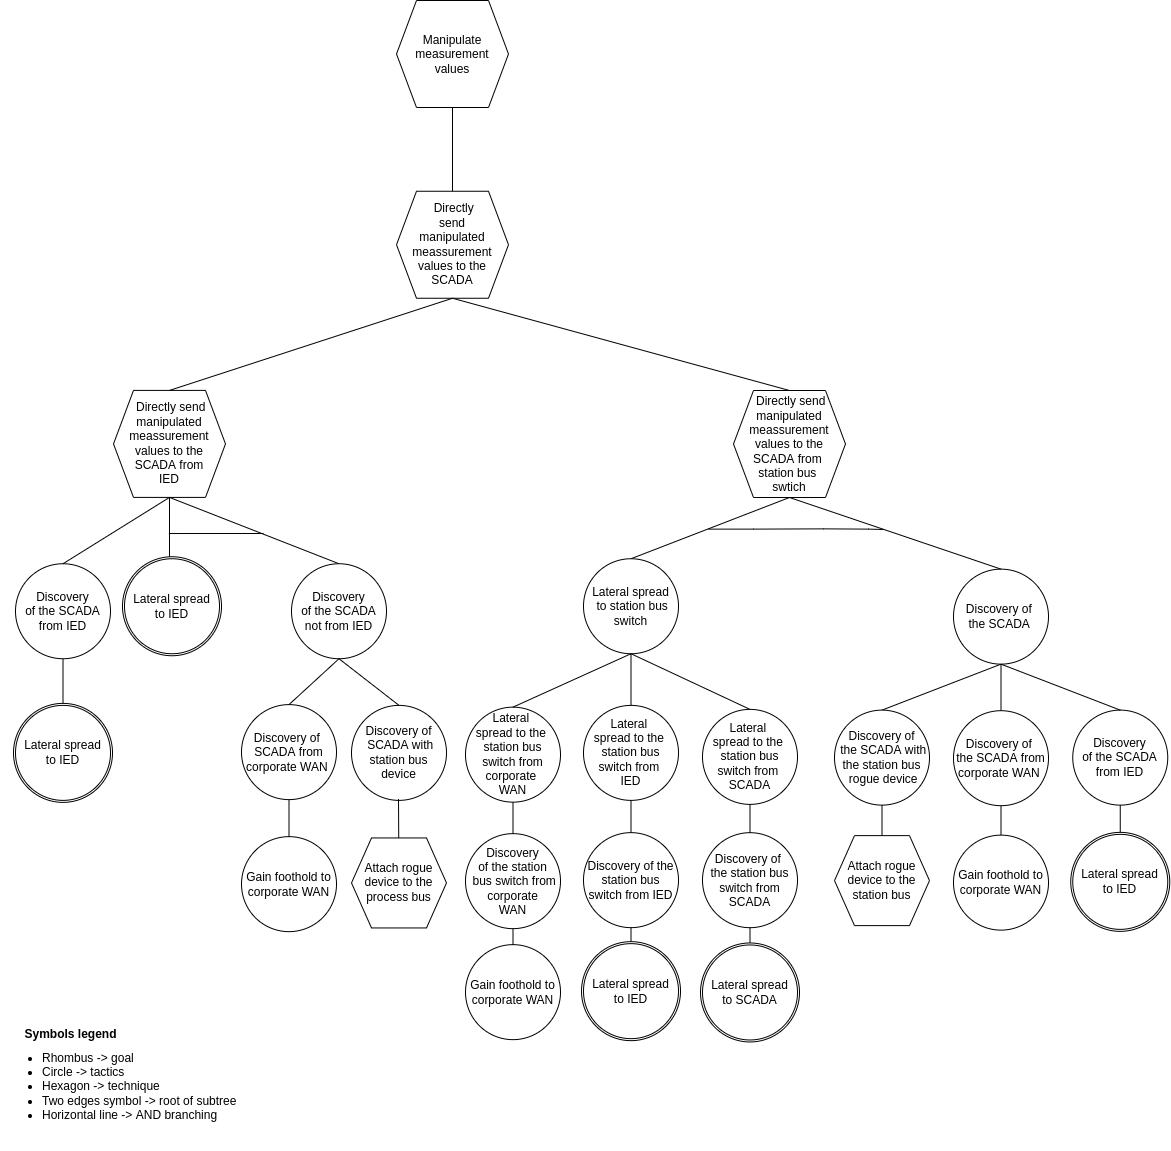 Manipulate
measurement
values
Directly
send
manipulated
meassurement
values to the
SCADA
Directly send
manipulated
meassurement
values to the
SCADA from
IED
Directly send
manipulated
meassurement
values to the
SCADA from
station bus
swtich
Discovery
of the SCADA
from IED
Lateral spread
to IED
Discovery
of the SCADA
not from IED
Lateral spread
to station bus
switch
Discovery of
the SCADA
Lateral spread
to IED
Discovery of
SCADA from
corporate WAN
Discovery of
SCADA with
station bus
device
Lateral
spread to the
station bus
switch from
corporate
WAN
Lateral
spread to the
station bus
switch from
IED
Lateral
spread to the
station bus
switch from
SCADA
Discovery of
the SCADA with
the station bus
rogue device
Discovery of
the SCADA from
corporate WAN
Discovery
of the SCADA
from IED
Gain foothold to
corporate WAN
Attach rogue
device to the
process bus
Discovery
of the station
bus switch from
corporate
WAN
Discovery of the
station bus
switch from IED
Discovery of
the station bus
switch from
SCADA
Attach rogue
device to the
station bus
Gain foothold to
corporate WAN
Lateral spread
to IED
Gain foothold to
corporate WAN
Lateral spread
to IED
Lateral spread
to SCADA
Symbols legend
• Rhombus -> goal
• Circle -> tactics
• Hexagon -> technique
• Two edges symbol -> root of subtree
• Horizontal line -> AND branching